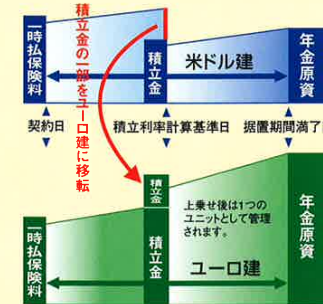 積立金の一部をユーロ建に移転
一時払保険料
積立金
米ドル建
年金原資
契約日
積立利率計算基準日
据置期間満了
積立金
上乗せ後は1つの
ユニットとして管理
されます。
一時払保険料
積立金
ユーロ建
年金原資